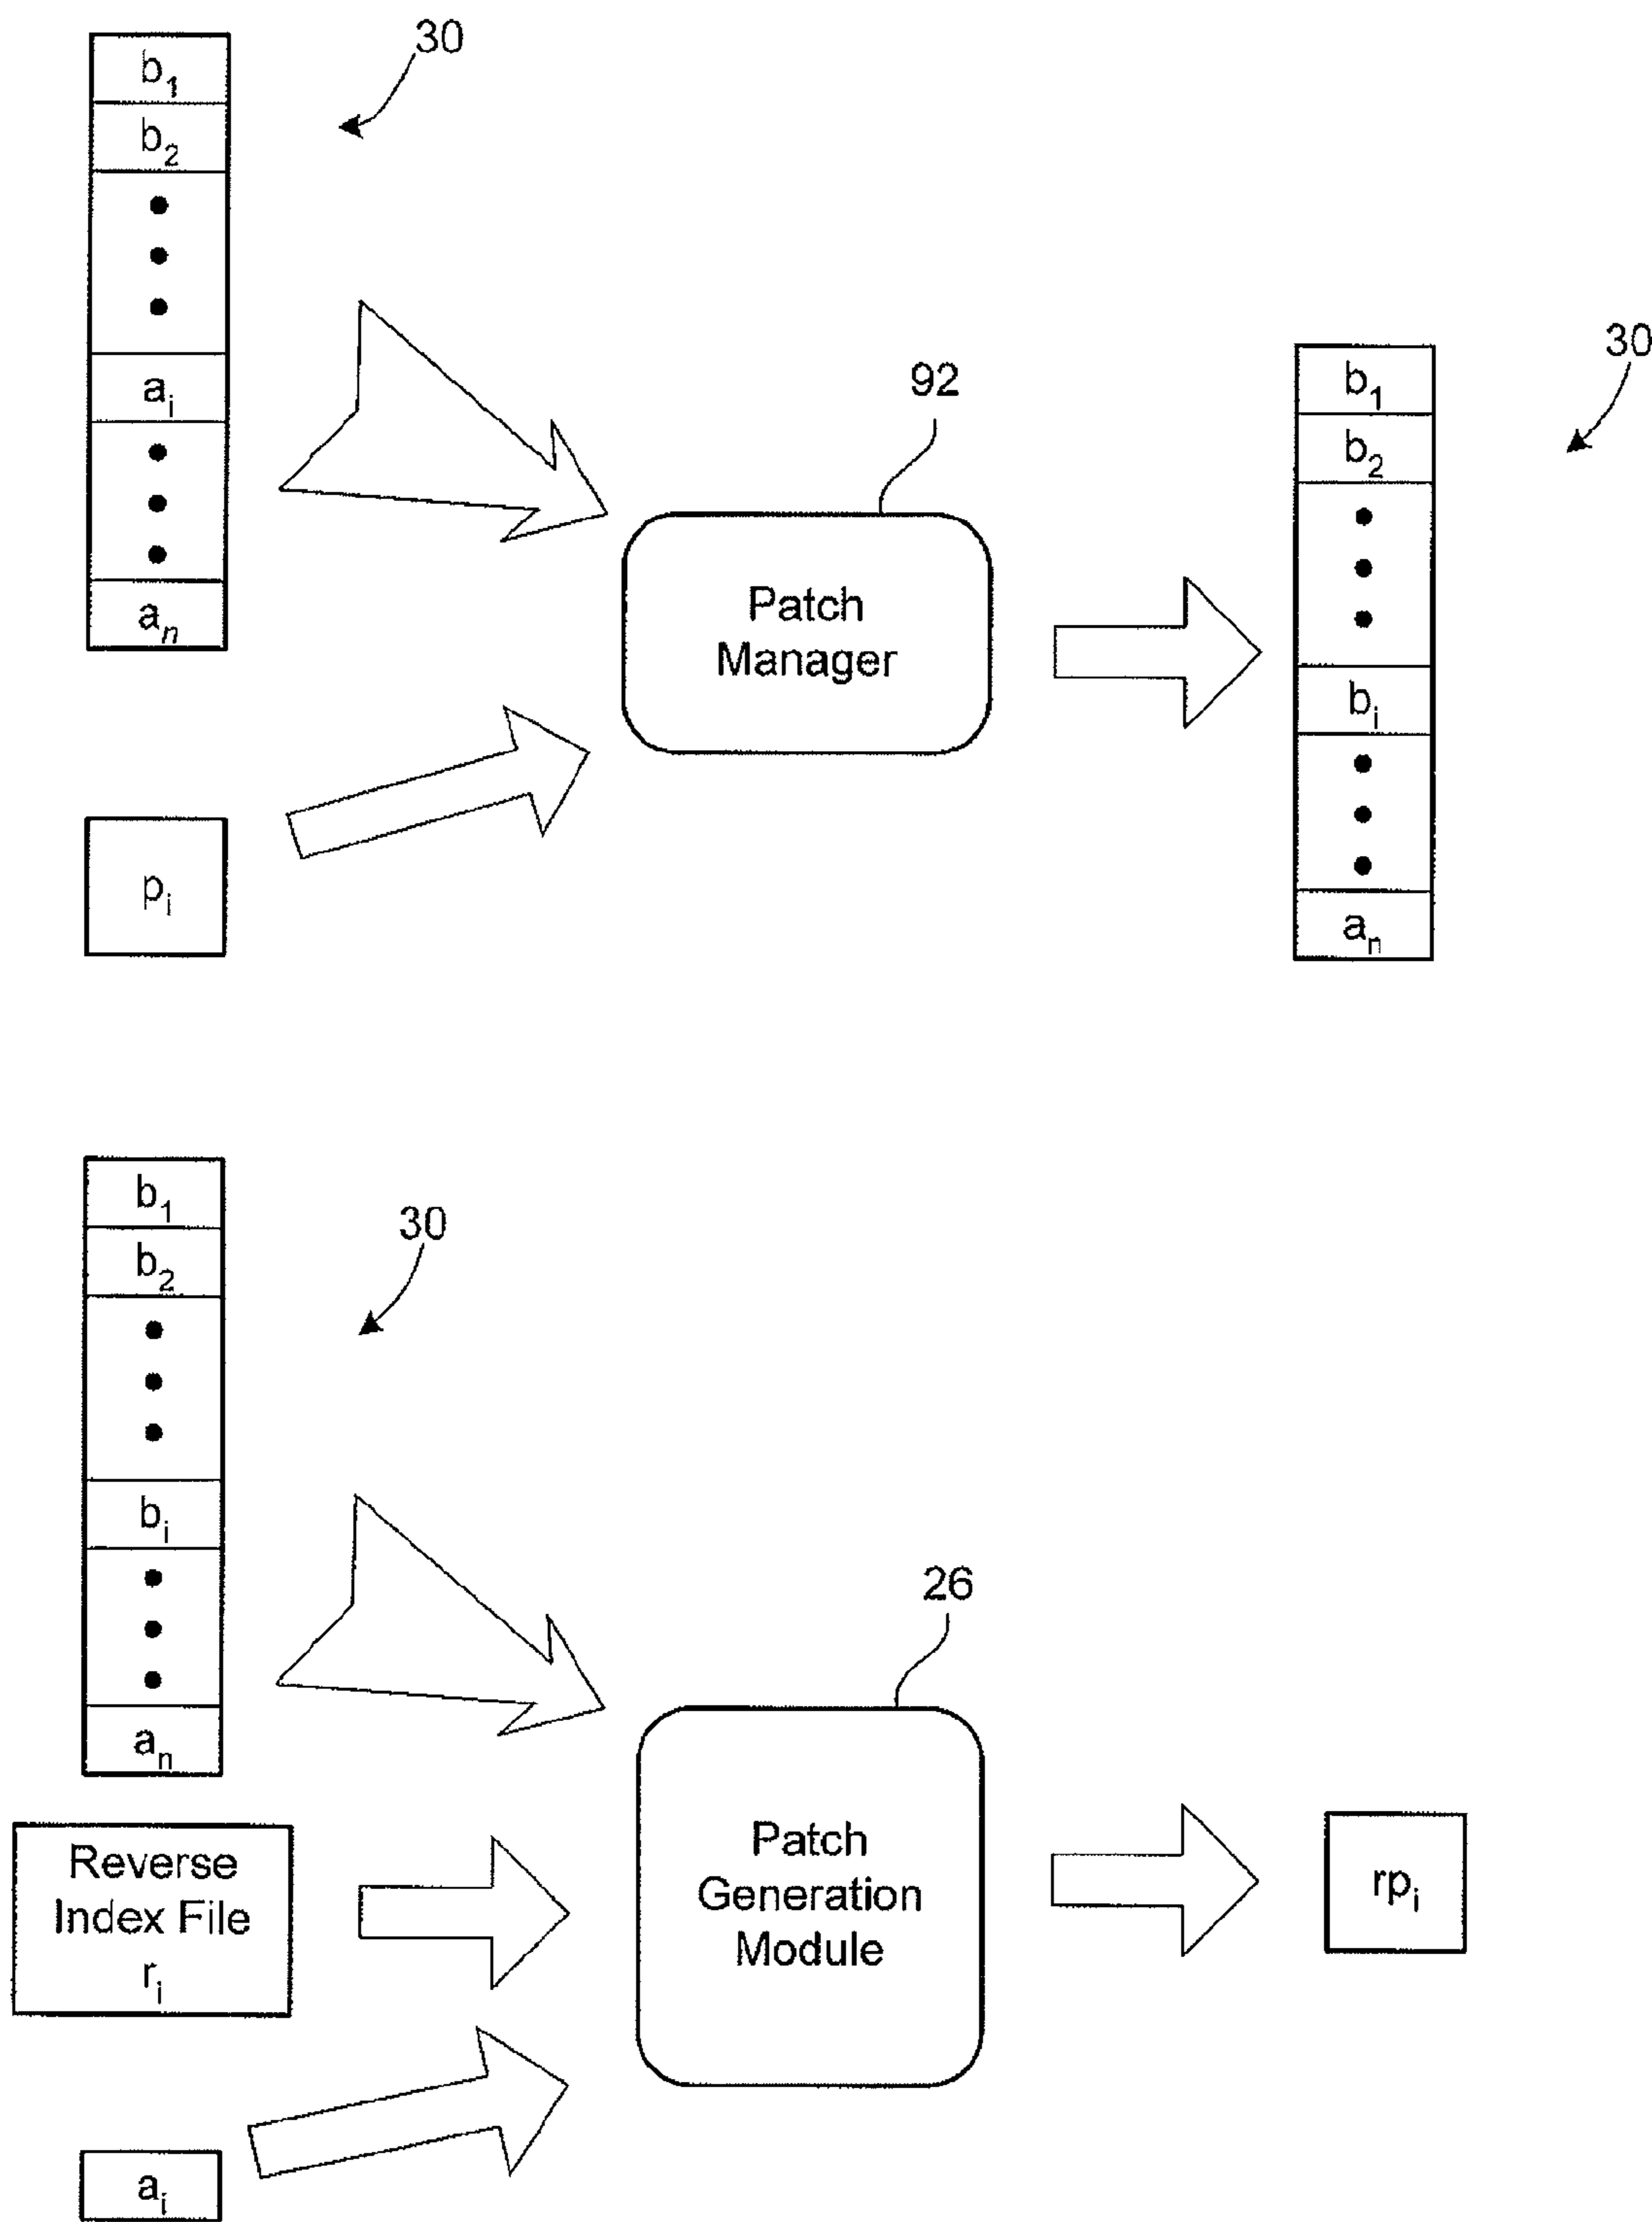 30
b₁
b₂
aᵢ
aₙ
92
Patch
Manager
pᵢ
30
b₁
b₂
bᵢ
aₙ
b₁
b₂
bᵢ
aₙ
30
26
Reverse
Index File
rᵢ
aᵢ
Patch
Generation
Module
rpᵢ